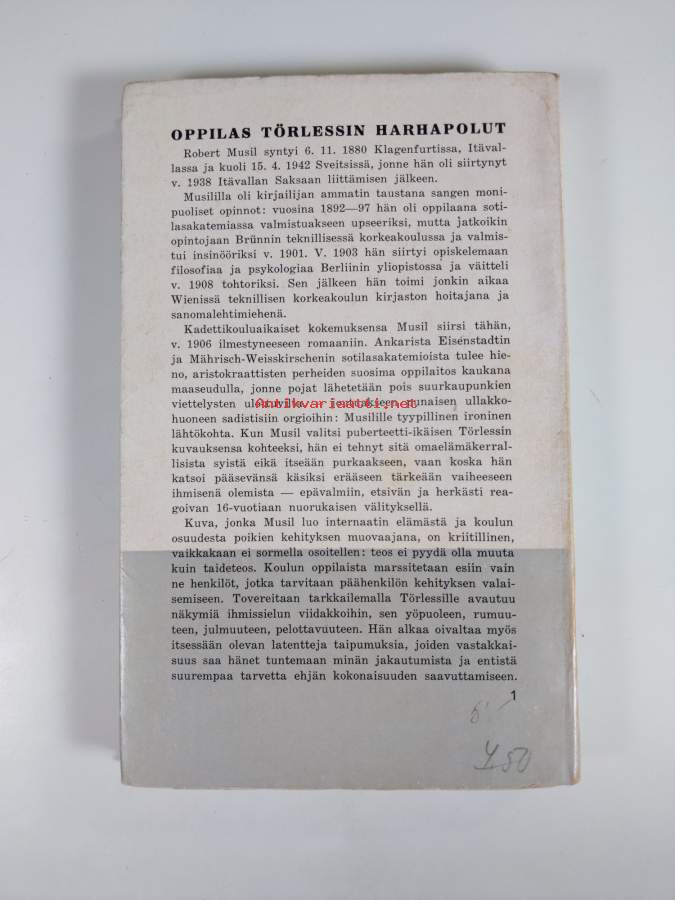 OPPILAS TÖRLESSIN HARHAPOLUT
Robert Musil syntyi 6. 11. 1880 Klagenfurtissa, Itäval-
lassa ja kuoli 15. 4. 1942 Sveitsissä, jonne hän oli siirtynyt
v. 1938 Itävallan Saksaan liittämisen jälkeen.
Musililla oli kirjailijan ammatin taustana sangen moni-
puoliset opinnot: vuosina 1892—97 hän oli oppilaana soti-
lasakatemiassa valmistuakseen upseeriksi, mutta jatkoikin
opintojaan Brünnin teknillisessä korkeakoulussa ja valmis-
tui insinööriksi v. 1901. V. 1903 hän siirtyi opiskelemaan
filosofiaa ja psykologiaa Berliinin yliopistossa ja väitteli
v. 1908 tohtoriksi. Sen jälkeen hän toimi jonkin aikaa
Wienissä teknillisen korkeakoulun kirjaston hoitajana ja
sanomalehtimiehenä.
Kadettikouluaikaiset kokemuksensa Musil siirsi tähän,
v. 1906 ilmestyneeseen romaaniin. Ankarista Eisenstadtin
ja Mährisch-Weisskirschenin sotilasakatemioista tulee hie-
no, aristokraattisten perheiden suosima oppilaitos kaukana
maaseudulla, jonne pojat lähetetään pois suurkaupunkien
viettelysten ulottuvilta — joutuakseen punaisen ullakko-
Antikvariaatti.net
huoneen sadistisiin orgioihin: Musilille tyypillinen ironinen
lähtökohta. Kun Musil valitsi puberteetti-ikäisen Törlessin
kuvauksensa kohteeksi, hän ei tehnyt sitä omaelämäkerral-
lisista syistä eikä itseään purkaakseen, vaan koska hän
katsoi pääsevänsä käsiksi erääseen tärkeään vaiheeseen
ihmisenä olemista — epävalmiin, etsivän ja herkästi rea-
goivan 16-vuotiaan nuorukaisen välityksellä.
Kuva, jonka Musil luo internaatin elämästä ja koulun
osuudesta poikien kehityksen muovaajana, on kriitillinen,
vaikkakaan ei sormella osoitellen: teos ei pyydä olla muuta
kuin taideteos. Koulun oppilaista marssitetaan esiin vain
ne henkilöt, jotka tarvitaan päähenkilön kehityksen valai-
semiseen. Tovereitaan tarkkailemalla Törlessille avautuu
näkymiä ihmissielun viidakkoihin, sen yöpuoleen, rumuu-
teen, julmuuteen, pelottavuuteen. Hän alkaa oivaltaa myös
itsessään olevan latentteja taipumuksia, joiden vastakkai-
suus saa hänet tuntemaan minän jakautumista ja entistä
suurempaa tarvetta ehjän kokonaisuuden saavuttamiseen.
1